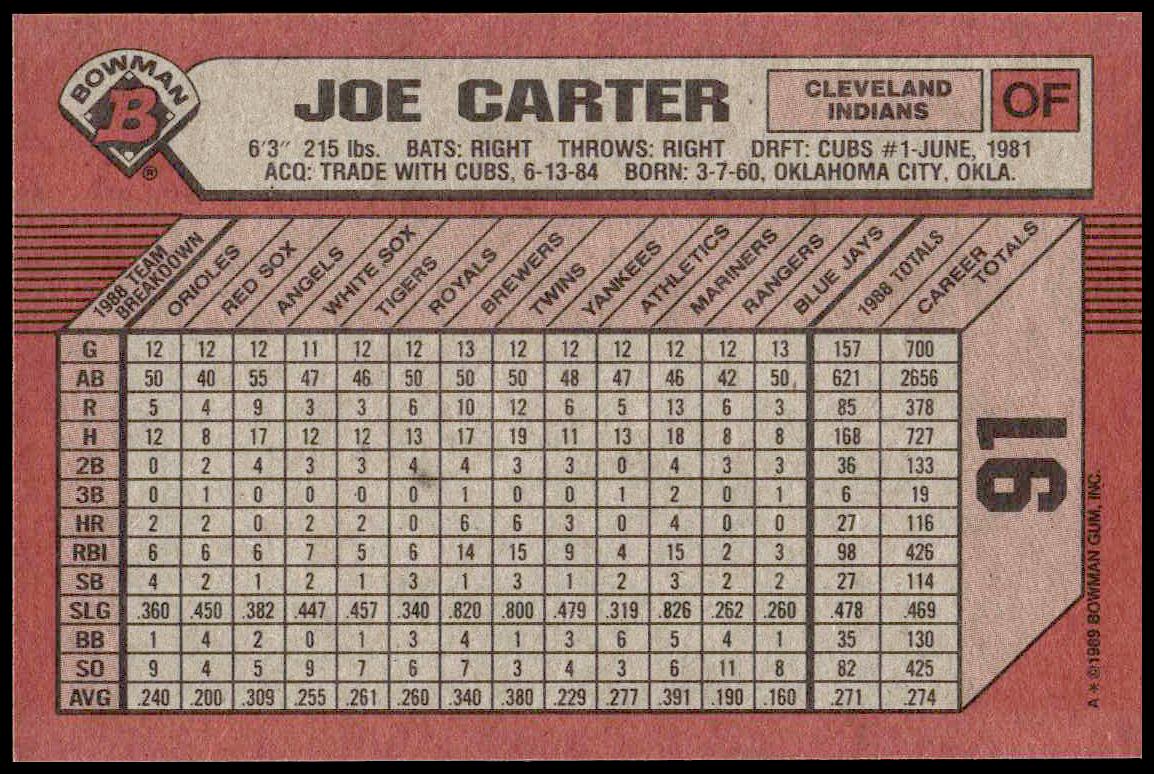 BOWMAN
B
®
JOE CARTER
CLEVELAND
INDIANS
OF
6'3" 215 lbs. BATS: RIGHT THROWS: RIGHT DRFT: CUBS #1-JUNE, 1981
ACQ: TRADE WITH CUBS, 6-13-84 BORN: 3-7-60, OKLAHOMA CITY, OKLA.
1988 TEAM
BREAKDOWN
ORIOLES
RED SOX
ANGELS
WHITE SOX
TIGERS
ROYALS
BREWERS
TWINS
YANKEES
ATHLETICS
MARINERS
RANGERS
BLUE JAYS
1988 TOTALS
CAREER
TOTALS
G 12 12 12 11 12 12 13 12 12 12 12 12 13 157 700
AB 50 40 55 47 46 50 50 50 48 47 46 42 50 621 2656
R 5 4 9 3 3 6 10 12 6 5 13 6 3 85 378
H 12 8 17 12 12 13 17 19 11 13 18 8 8 168 727
2B 0 2 4 3 3 4 4 3 3 0 4 3 3 36 133
3B 0 1 0 0 0 0 1 0 0 1 2 0 1 6 19
HR 2 2 0 2 2 0 6 6 3 0 4 0 0 27 116
RBI 6 6 6 7 5 6 14 15 9 4 15 2 3 98 426
SB 4 2 1 2 1 3 1 3 1 2 3 2 2 27 114
SLG .360 .450 .382 .447 .457 .340 .820 .800 .479 .319 .826 .262 .260 .478 .469
BB 1 4 2 0 1 3 4 1 3 6 5 4 1 35 130
SO 9 4 5 9 7 6 7 3 4 3 6 11 8 82 425
AVG .240 .200 .309 .255 .261 .260 .340 .380 .229 .277 .391 .190 .160 .271 .274
91
A*©1989 BOWMAN GUM, INC.